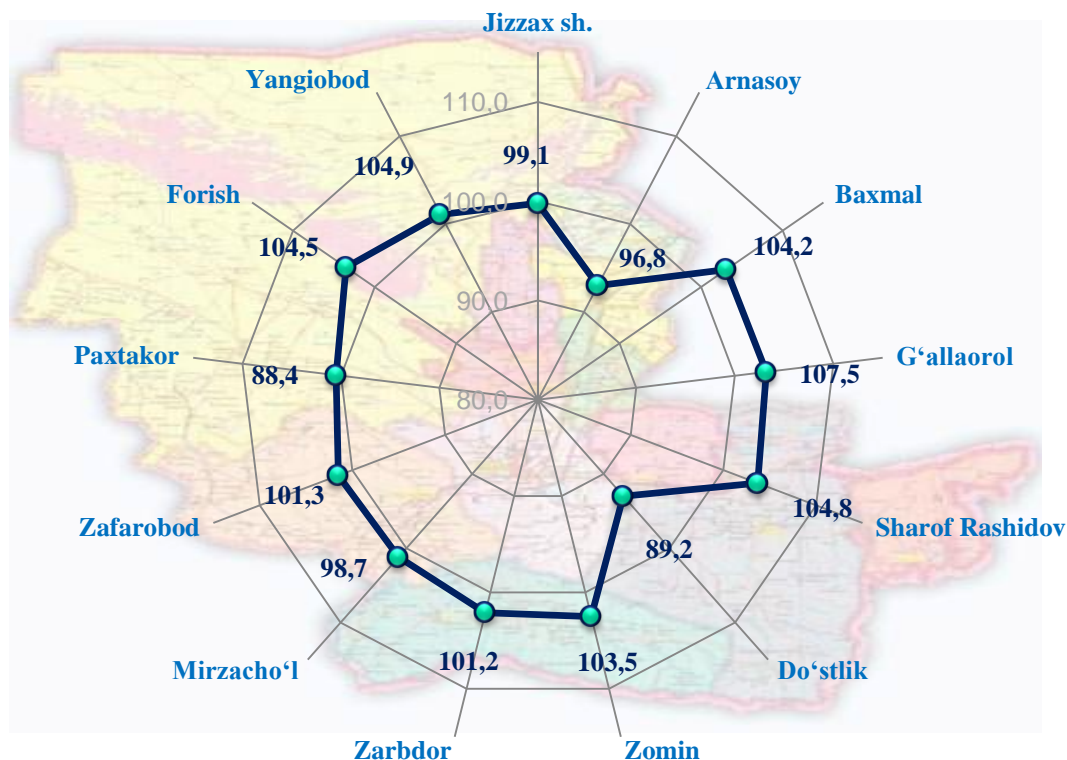 Jizzax sh.
Yangiobod
Arnasoy
110,0
99,1
104,9
Forish
Baxmal
100,0
104,5
96,8
104,2
90,0
Paxtakor
G‘allaorol
88,4
107,5
80,0
101,3
104,8
Zafarobod
Sharof Rashidov
98,7
89,2
Mirzacho‘l
101,2
103,5
Do‘stlik
Zarbdor
Zomin